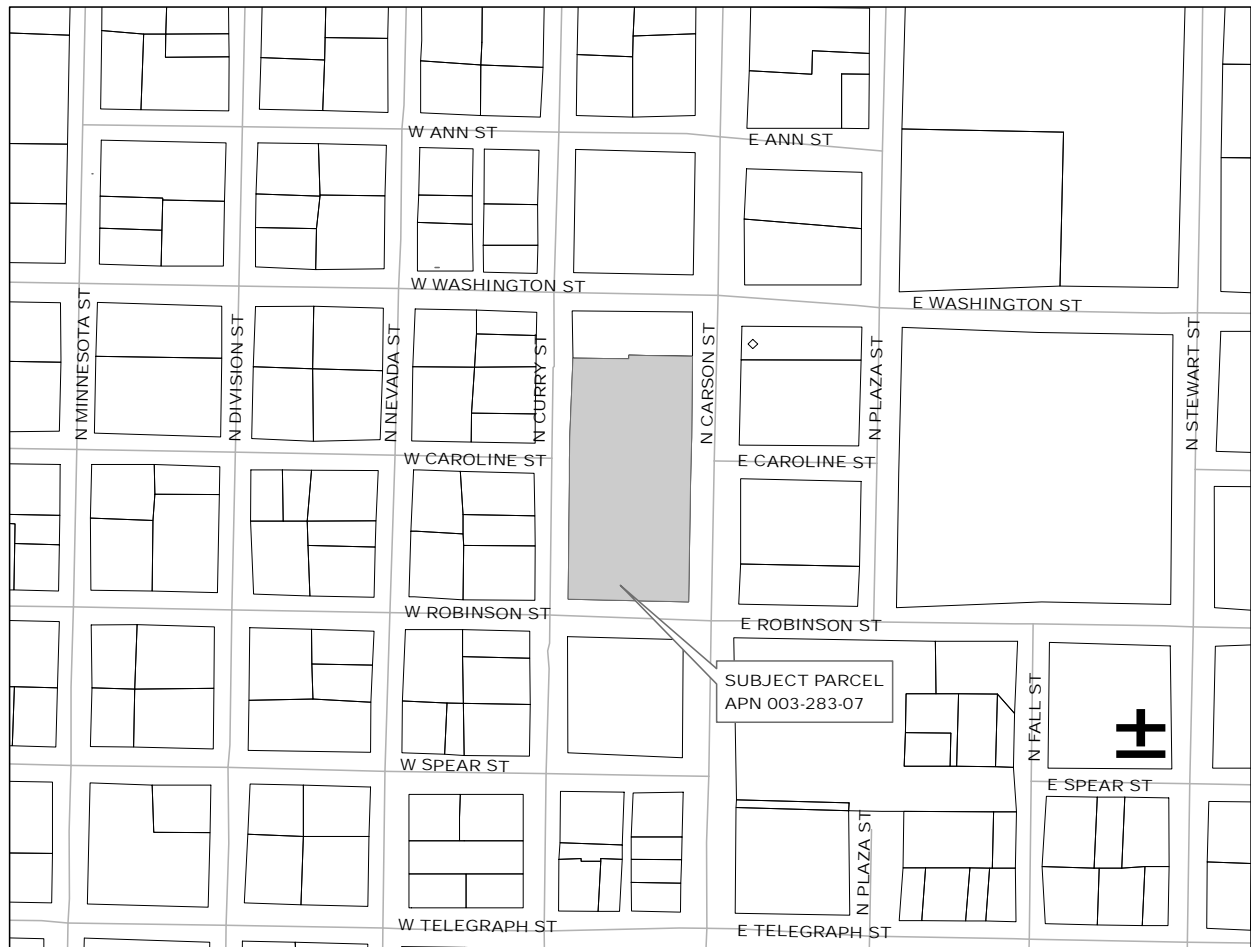 W ANN ST
E ANN ST
W WASHINGTON ST
E WASHINGTON ST
N MINNESOTA ST
N DIVISION ST
N NEVADA ST
N CURRY ST
N CARSON ST
N PLAZA ST
N STEWART ST
W CAROLINE ST
E CAROLINE ST
W ROBINSON ST
E ROBINSON ST
SUBJECT PARCEL
APN 003-283-07
N FALL ST
W SPEAR ST
E SPEAR ST
N PLAZA ST
W TELEGRAPH ST
E TELEGRAPH ST